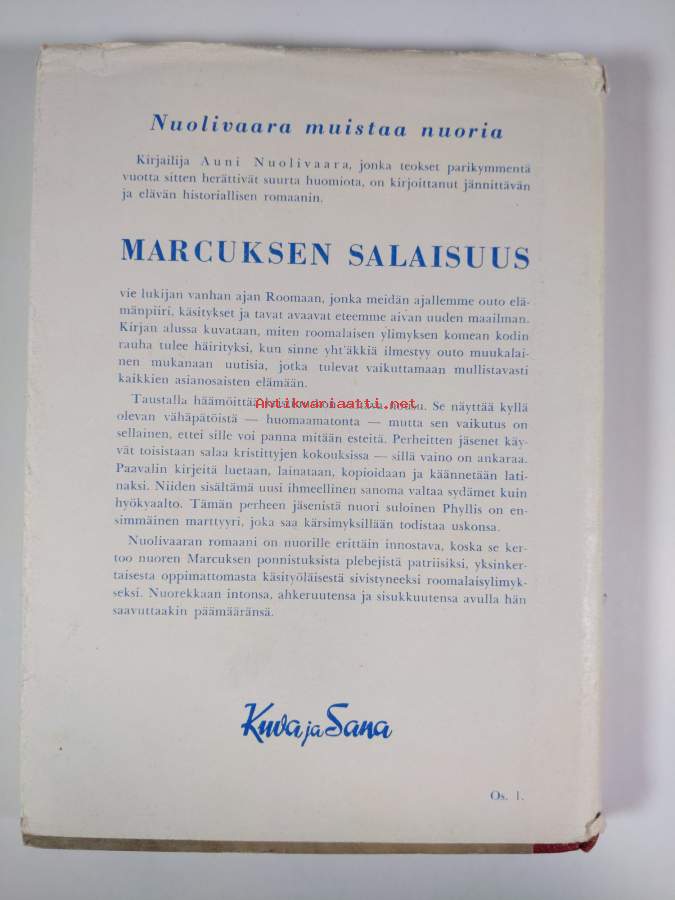 Nuolivaara muistaa nuoria
Kirjailija Auni Nuolivaara, jonka teokset parikymmentä
vuotta sitten herättivät suurta huomiota, on kirjoittanut jännittävän
ja elävän historiallisen romaanin.
MARCUKSEN SALAISUUS
vie lukijan vanhan ajan Roomaan, jonka meidän ajallemme outo elä-
mänpiiri, käsitykset ja tavat avaavat eteemme aivan uuden maailman.
Kirjan alussa kuvataan, miten roomalaisen ylimyksen komean kodin
rauha tulee häirityksi, kun sinne yht'äkkiä ilmestyy outo muukalai-
nen mukanaan uutisia, jotka tulevat vaikuttamaan mullistavasti
kaikkien asianosaisten elämään.
Taustalla häämöittää
Antikvariaatti.net
nousu. Se näyttää kyllä
olevan vähäpätöistä — huomaamatonta — mutta sen vaikutus on
sellainen, ettei sille voi panna mitään esteitä. Perheitten jäsenet käy-
vät toisistaan salaa kristittyjen kokouksissa — sillä vaino on ankaraa.
Paavalin kirjeitä luetaan, lainataan, kopioidaan ja käännetään lati-
naksi. Niiden sisältämä uusi ihmeellinen sanoma valtaa sydämet kuin
hyökyaalto. Tämän perheen jäsenistä nuori suloinen Phyllis on en-
simmäinen marttyyri, joka saa kärsimyksillään todistaa uskonsa.
Nuolivaaran romaani on nuorille erittäin innostava, koska se ker-
too nuoren Marcuksen ponnistuksista plebejistä patriisiksi, yksinker-
taisesta oppimattomasta käsityöläisestä sivistyneeksi roomalaisylimyk-
seksi. Nuorekkaan intonsa, ahkeruutensa ja sisukkuutensa avulla hän
saavuttaakin päämääränsä.
Kuva ja Sana
Os. 1.